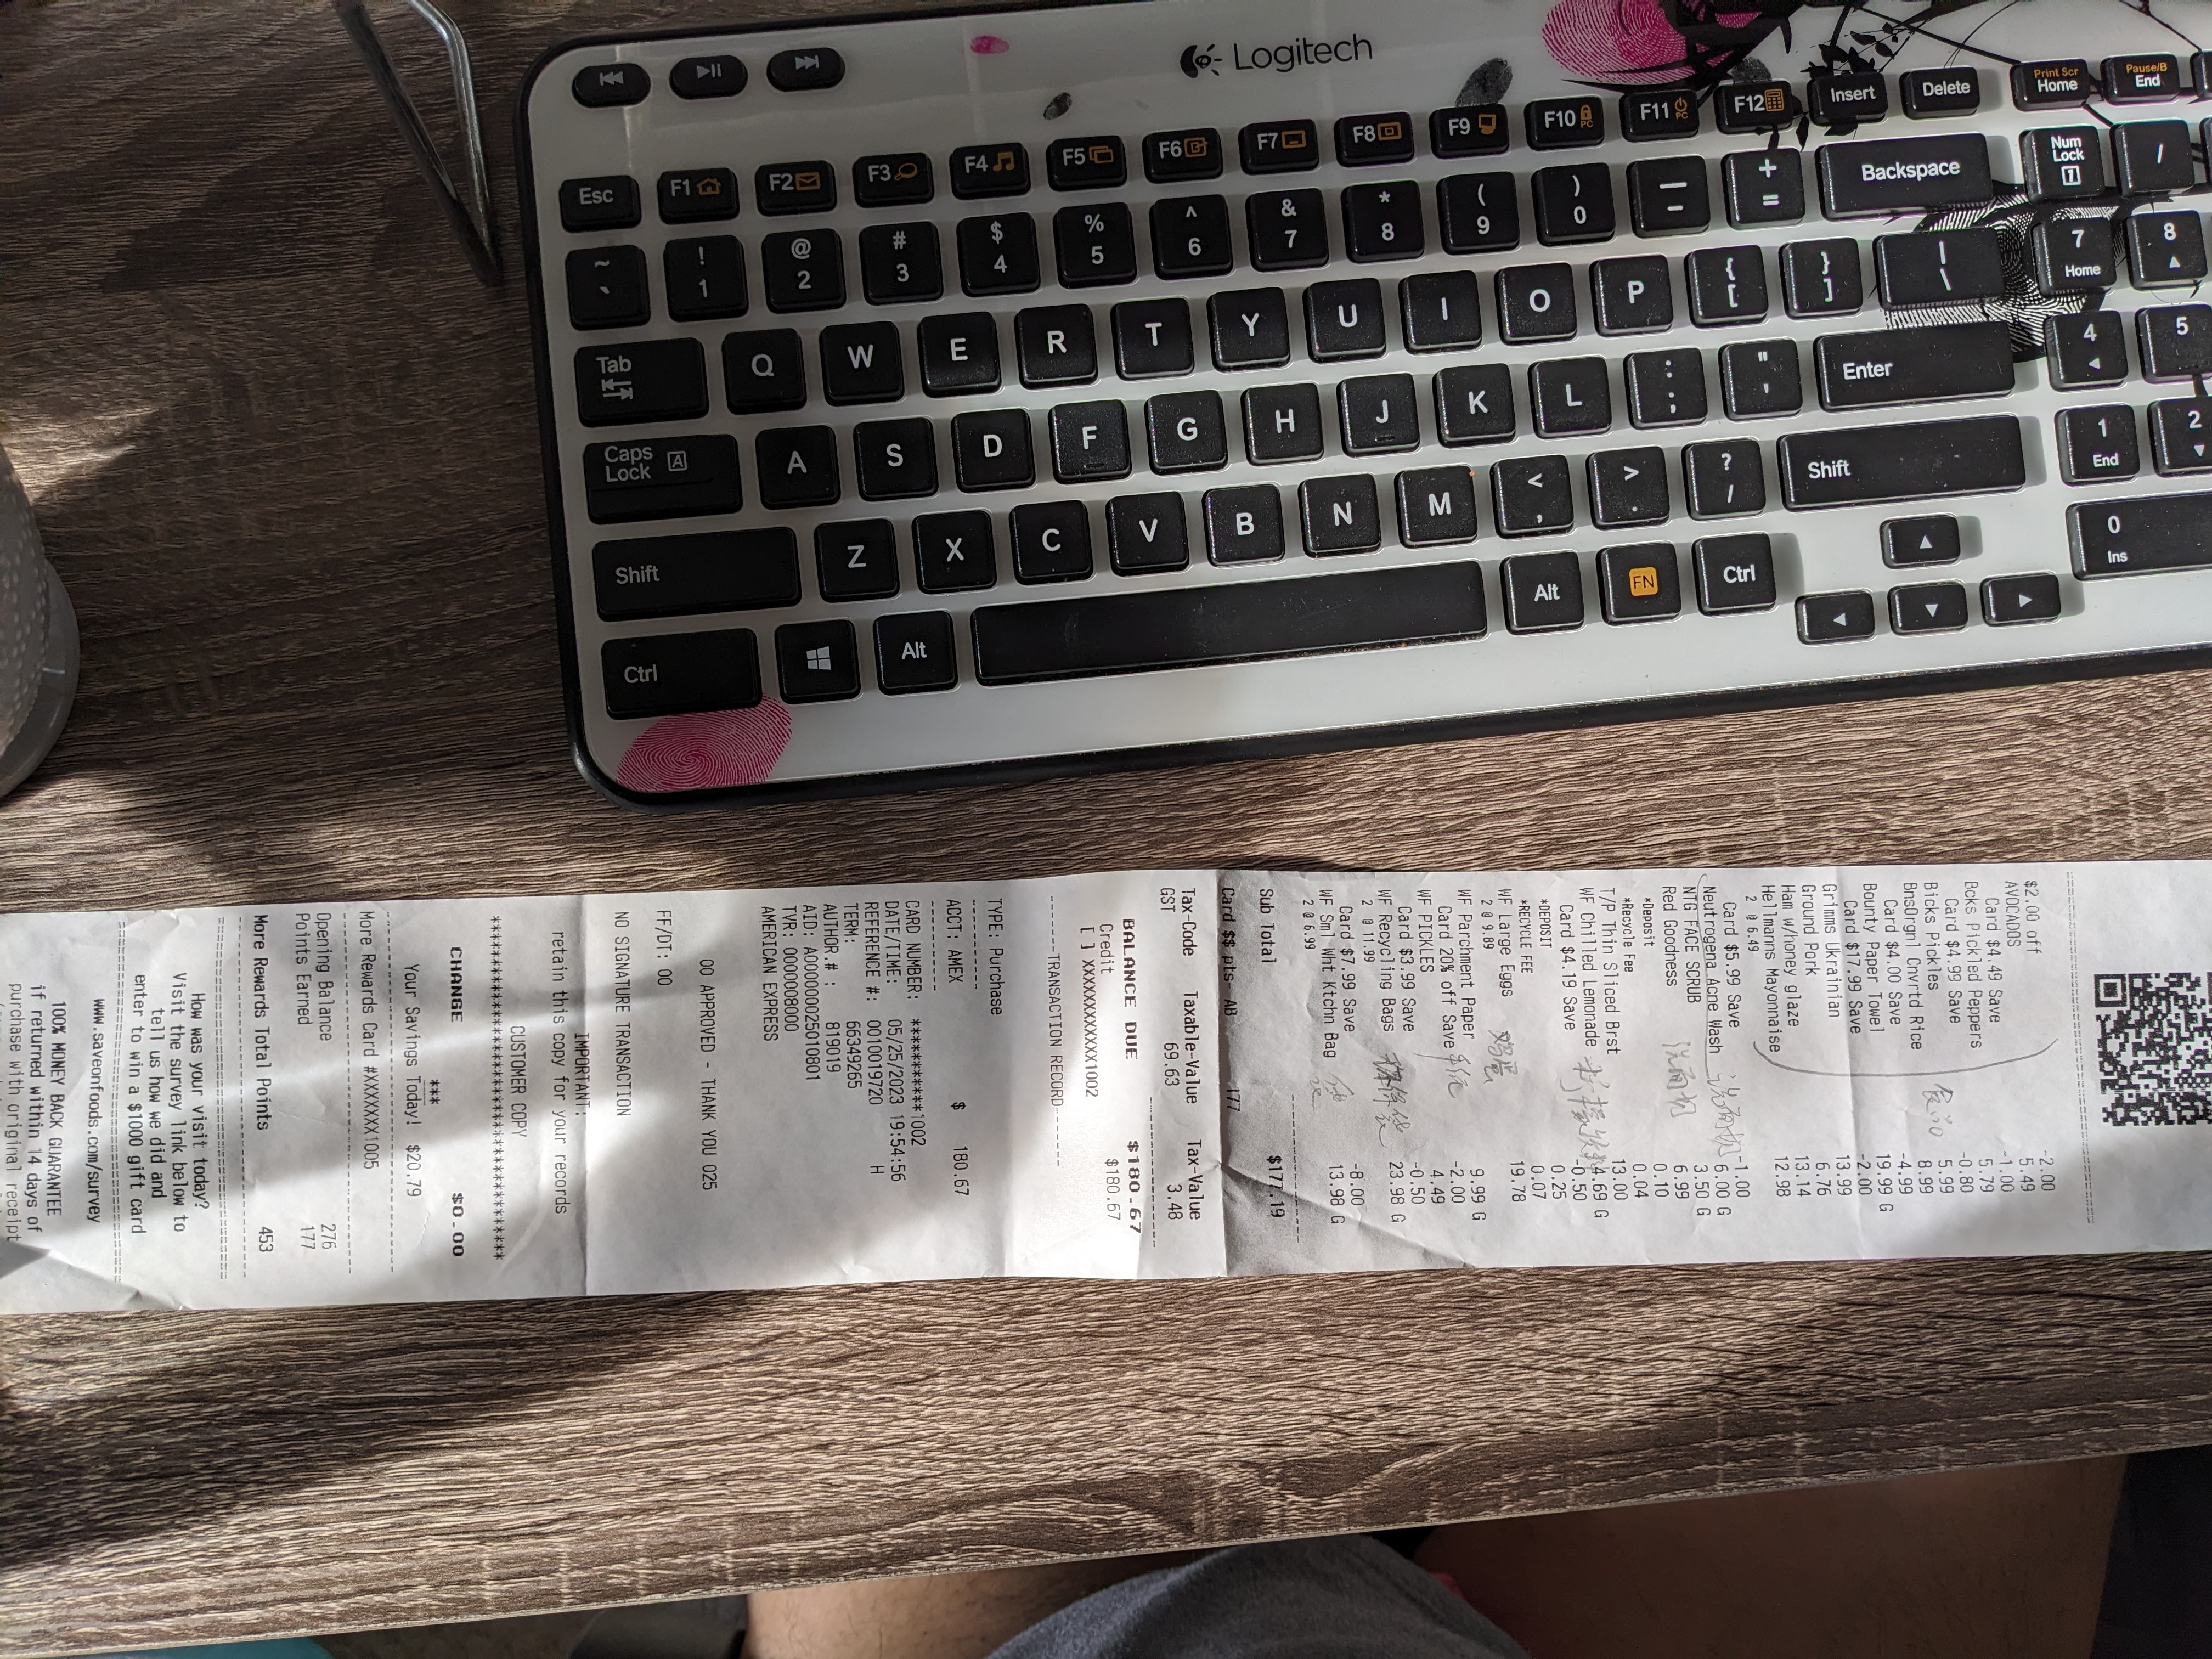 Logitech
Print Scr
Home
Pause/B
End
Esc F1 F2 F3 F4 F5 F6 F7 F8 F9 F10 PC F11 PC F12 Insert Delete
~ ` ! 1 @ 2 # 3 $ 4 % 5 ^ 6 & 7 * 8 ( 9 ) 0 — - + = Backspace Num Lock 1 /
Tab Q W E R T Y U I O P { [ } ] | \ 7 Home 8
Caps Lock A A S D F G H J K L : ; " ' Enter 4 5
Shift Z X C V B N M < , > . ? / Shift 1 End 2
Ctrl Alt Alt FN Ctrl 0 Ins
$2.00 off -2.00
AVOCADOS 5.49
Card $4.49 Save -1.00
Bcks Pickled Peppers 5.79
Card $4.99 Save -0.80
Bicks Pickles 食品 5.99
BnsOrgnl Cnvrtd Rice 8.99
Card $4.00 Save -4.99
Bounty Paper Towel 19.99 G
Card $17.99 Save -2.00
Grimms Ukrainian 13.99
Ground Pork 6.76
Ham w/honey glaze 13.14
Hellmanns Mayonnaise 12.98
2 @ 6.49
Card $5.99 Save -1.00
Neutrogena Acne Wash 洗面奶 6.00 G
NTG FACE SCRUB 洗面奶 3.50 G
Red Goodness 6.99
*Deposit 0.10
*Recycle Fee 0.04
T/P Thin Sliced Brst 13.00
WF Chilled Lemonade 4.69 G
Card $4.19 Save -0.50
*DEPOSIT 0.25
*RECYCLE FEE 0.07
WF Large Eggs 鸡蛋 19.78
2 @ 9.89
WF Parchment Paper 9.99 G
Card 20% off Save -2.00
WF PICKLES 4.49
Card $3.99 Save -0.50
WF Recycling Bags 23.98 G
2 @ 11.99
Card $7.99 Save -8.00
WF Sml Wht Ktchn Bag 13.98 G
2 @ 6.99
Sub Total $177.19
Card $$ pts- AB 177
Tax-Code Taxable-Value Tax-Value
GST 69.63 3.48
BALANCE DUE $180.67
Credit $180.67
[ ] XXXXXXXXXXX1002
-----TRANSACTION RECORD-----
TYPE: Purchase
ACCT: AMEX $ 180.67
CARD NUMBER: ***********1002
DATE/TIME: 05/25/2023 19:54:56
REFERENCE #: 0010019720 H
TERM: 66349265
AUTHOR.# : 819019
AID: A000000025010801
TVR: 0000008000
AMERICAN EXPRESS
00 APPROVED - THANK YOU 025
FF/DT: 00
NO SIGNATURE TRANSACTION
IMPORTANT:
retain this copy for your records
CUSTOMER COPY
CHANGE $0.00
***
Your Savings Today! $20.79
More Rewards Card #XXXXXXX1005
Opening Balance 276
Points Earned 177
More Rewards Total Points 453
How was your visit today?
Visit the survey link below to
tell us how we did and
enter to win a $1000 gift card
www.saveonfoods.com/survey
100% MONEY BACK GUARANTEE
if returned within 14 days of
purchase with original receipt